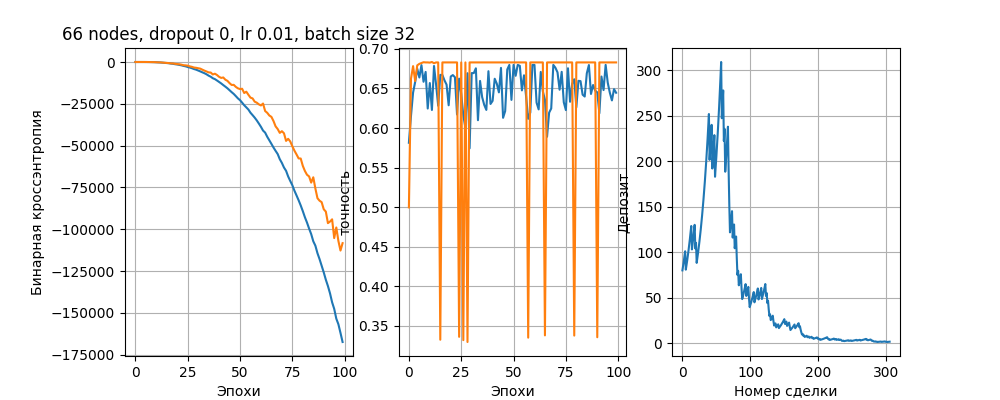 66 nodes, dropout 0, lr 0.01, batch size 32
Бинарная кроссэнтропия
0
−25000
−50000
−75000
−100000
−125000
−150000
−175000
0 25 50 75 100
Эпохи
точность
0.70
0.65
0.60
0.55
0.50
0.45
0.40
0.35
0 25 50 75 100
Эпохи
Депозит
300
250
200
150
100
50
0
0 100 200 300
Номер сделки